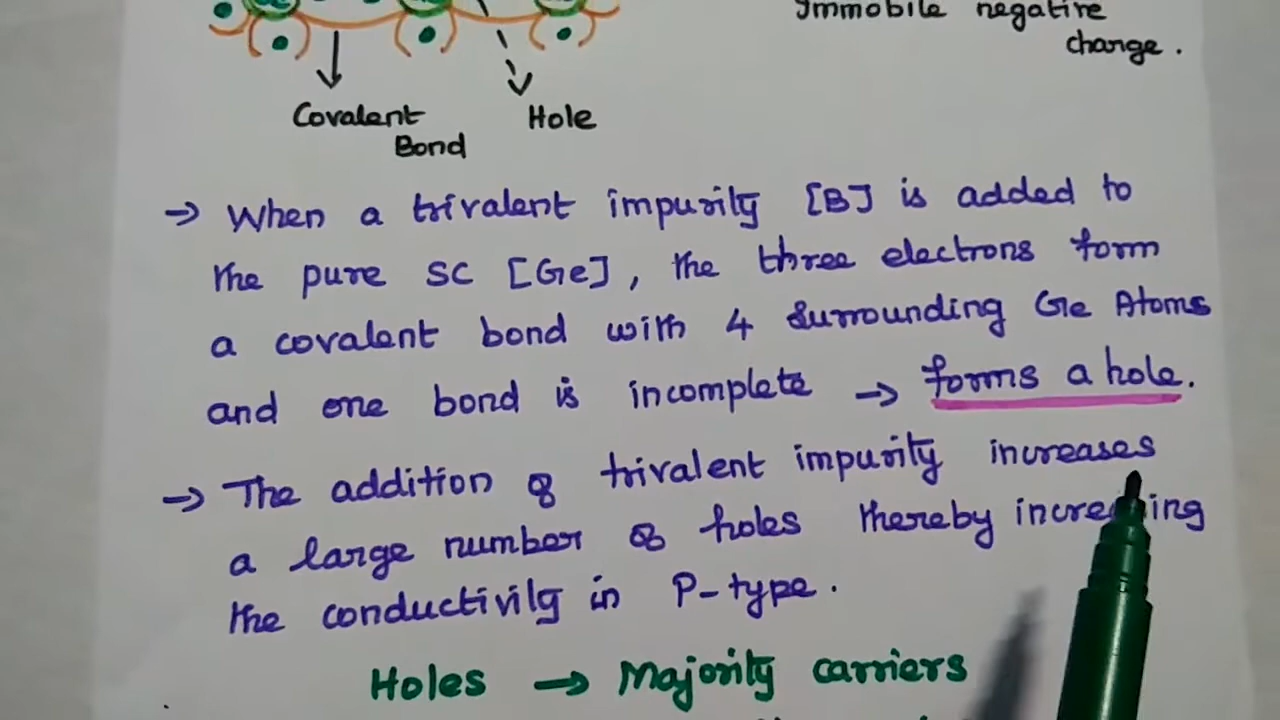 Immobile negative
charge.
Covalent
Bond
Hole
→ When a trivalent impurity [B] is added to
the pure SC [Ge], the three electrons form
a covalent bond with 4 surrounding Ge Atoms
and one bond is incomplete → forms a hole.
→ The addition of trivalent impurity increases
a large number of holes thereby increasing
the conductivity in P-type.
Holes → Majority carriers